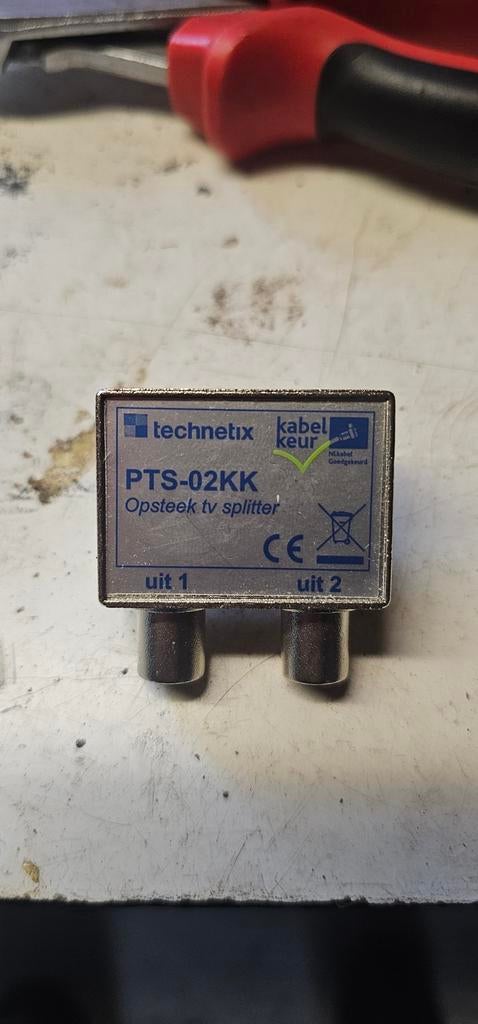 technetix
kabel
keur
NLkabel
Goedgekeurd
PTS-02KK
Opsteek tv splitter
CE
uit 1
uit 2